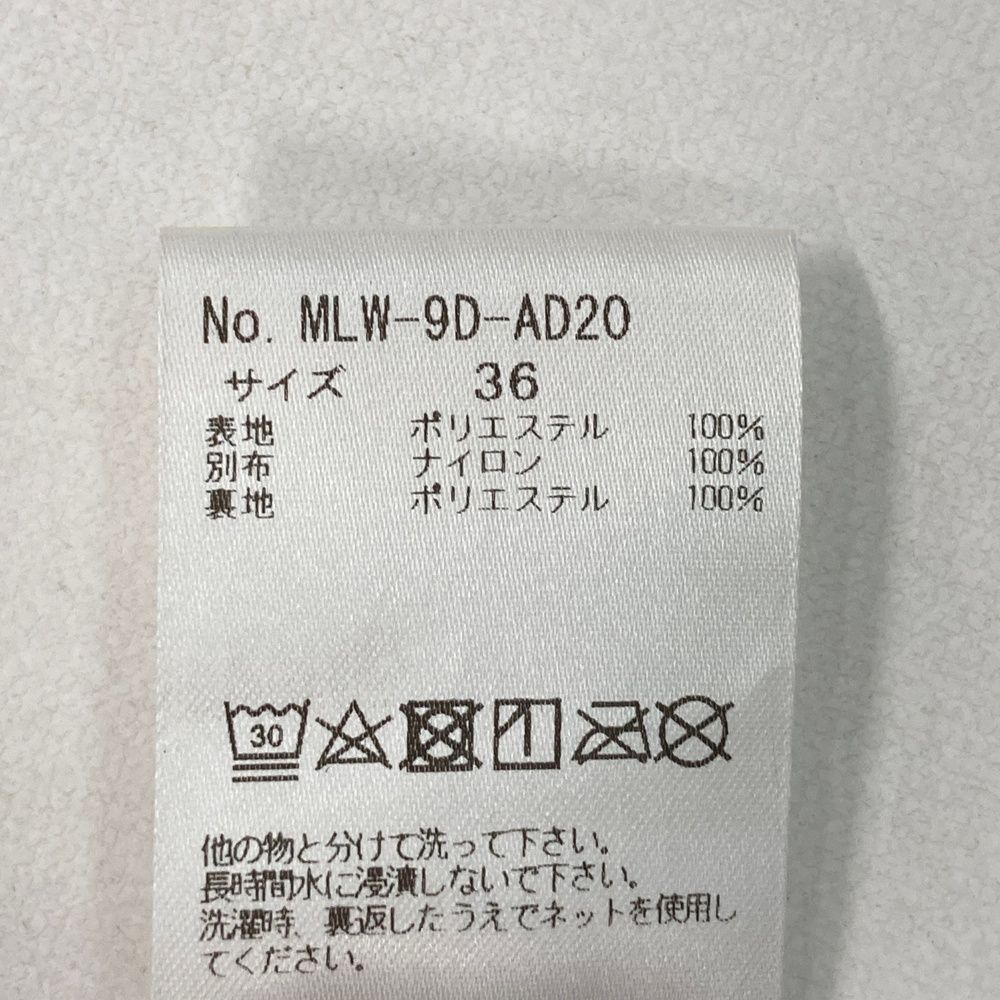 No. MLW-9D-AD20
サイズ 36
表地 ポリエステル 100%
別布 ナイロン 100%
裏地 ポリエステル 100%
30
他の物と分けて洗って下さい。
長時間水に浸漬しないで下さい。
洗濯時、裏返したうえでネットを使用し
てください。